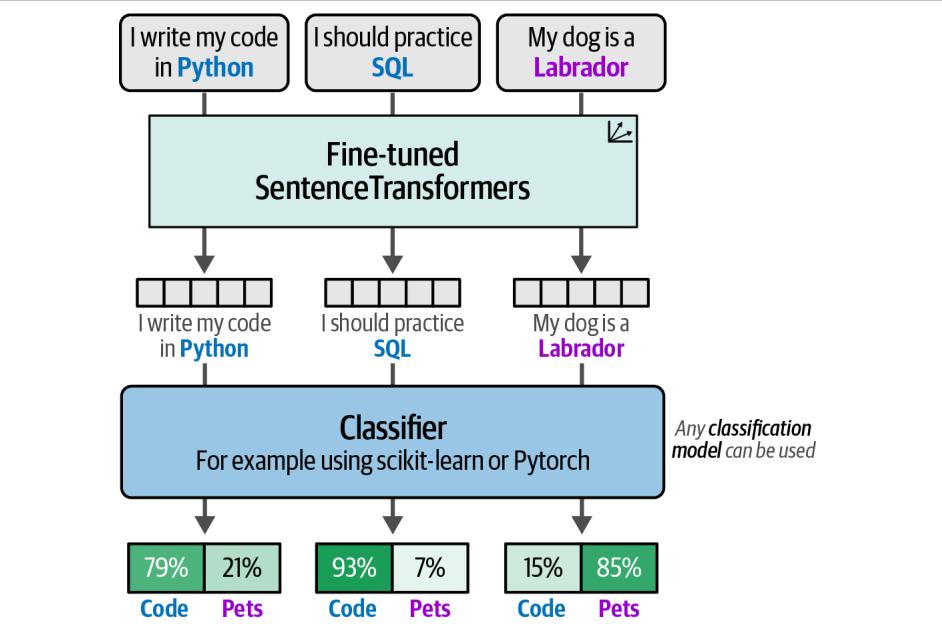 I write my code
in Python
I should practice
SQL
My dog is a
Labrador
Fine-tuned
SentenceTransformers
I write my code
in Python
I should practice
SQL
My dog is a
Labrador
Classifier
For example using scikit-learn or Pytorch
Any classification
model can be used
79% 21%
93% 7%
15% 85%
Code Pets
Code Pets
Code Pets